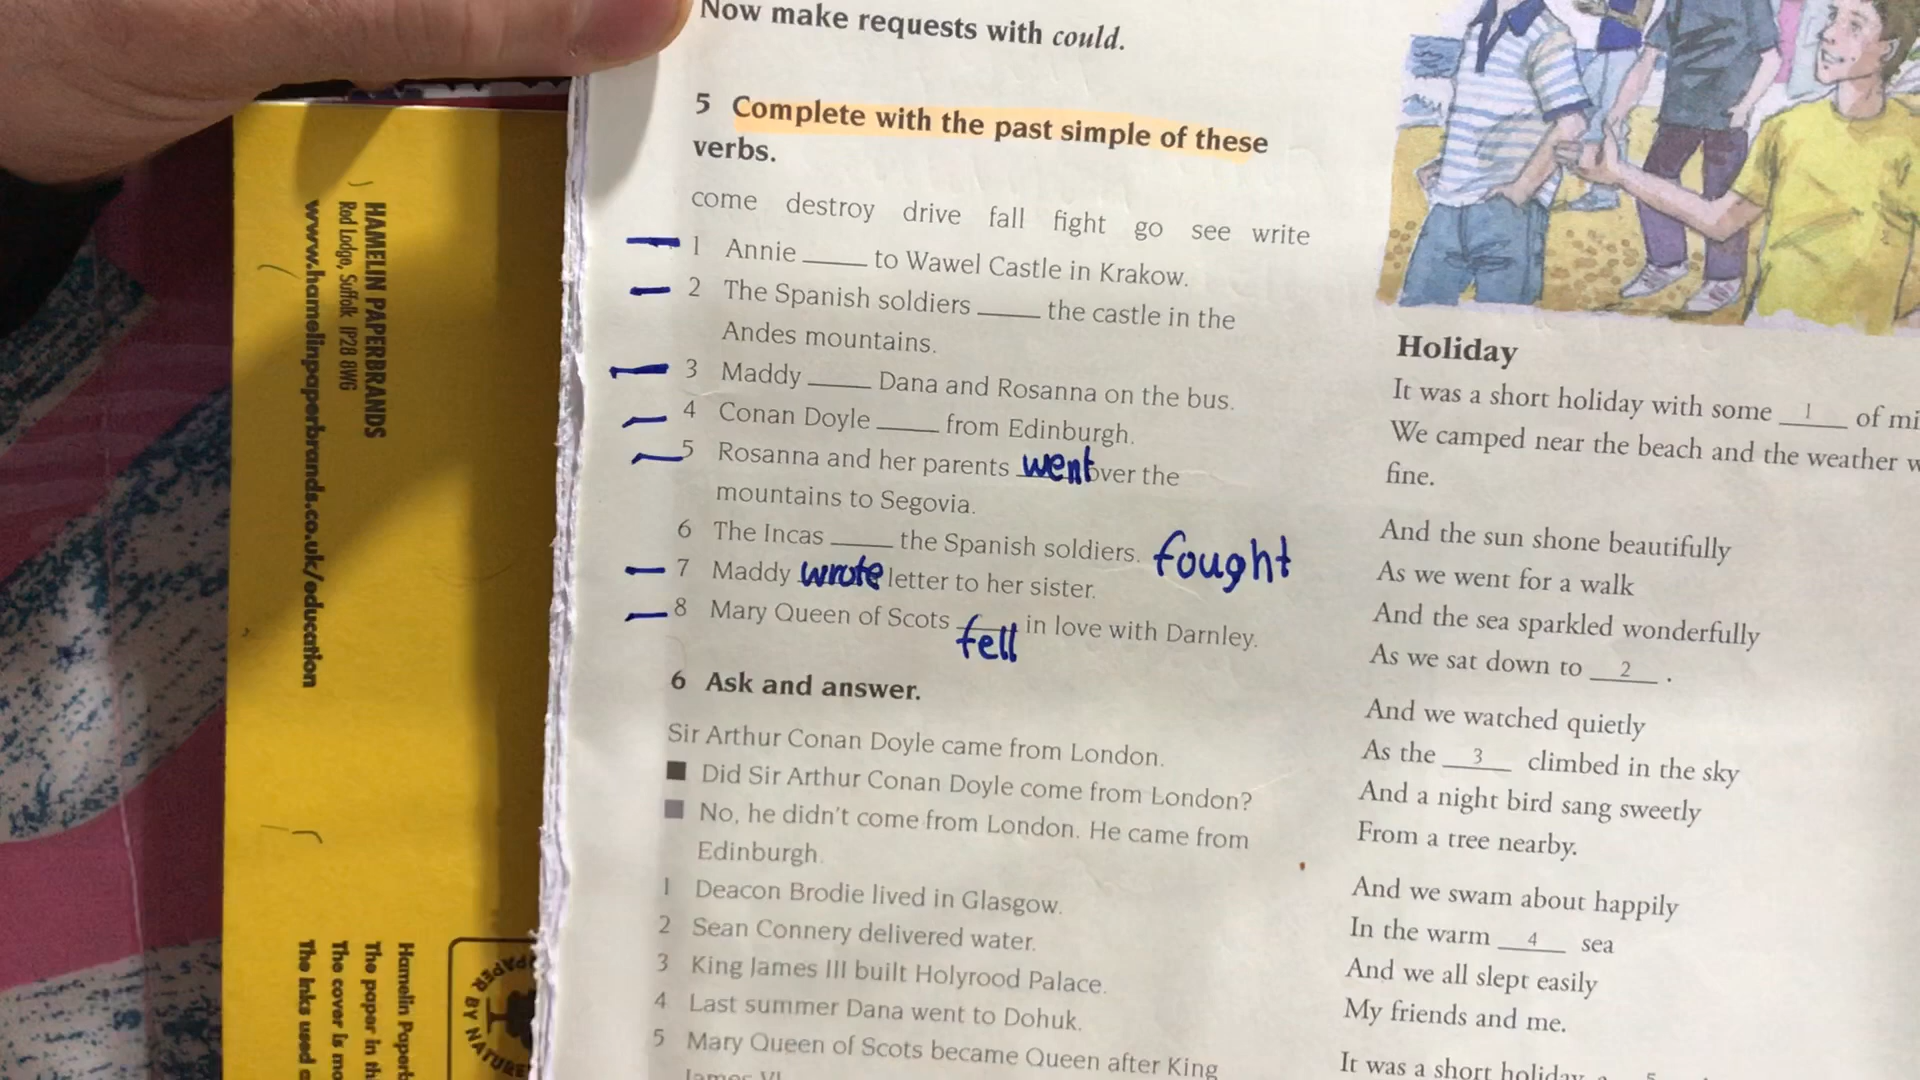 Now make requests with could.
5 Complete with the past simple of these
verbs.
come destroy drive fall fight go see write
1 Annie _____ to Wawel Castle in Krakow.
2 The Spanish soldiers _____ the castle in the
Andes mountains.
3 Maddy _____ Dana and Rosanna on the bus.
4 Conan Doyle _____ from Edinburgh.
5 Rosanna and her parents went over the
mountains to Segovia.
6 The Incas _____ the Spanish soldiers. fought
7 Maddy wrote letter to her sister.
8 Mary Queen of Scots _____ in love with Darnley.
fell
6 Ask and answer.
Sir Arthur Conan Doyle came from London.
Did Sir Arthur Conan Doyle come from London?
No, he didn't come from London. He came from
Edinburgh.
1 Deacon Brodie lived in Glasgow.
2 Sean Connery delivered water.
3 King James III built Holyrood Palace.
4 Last summer Dana went to Dohuk.
5 Mary Queen of Scots became Queen after King
James VI
Holiday
It was a short holiday with some __1__ of mi
We camped near the beach and the weather w
fine.
And the sun shone beautifully
As we went for a walk
And the sea sparkled wonderfully
As we sat down to __2__ .
And we watched quietly
As the __3__ climbed in the sky
And a night bird sang sweetly
From a tree nearby.
And we swam about happily
In the warm __4__ sea
And we all slept easily
My friends and me.
It was a short holiday 5
HAMELIN PAPERBRANDS
Red Lodge, Suffolk IP28 8WG
www.hamelinpaperbrands.co.uk/education
Hamelin Paperb
The paper in th
The cover is ma
The inks used a
PAPER BY NATURE